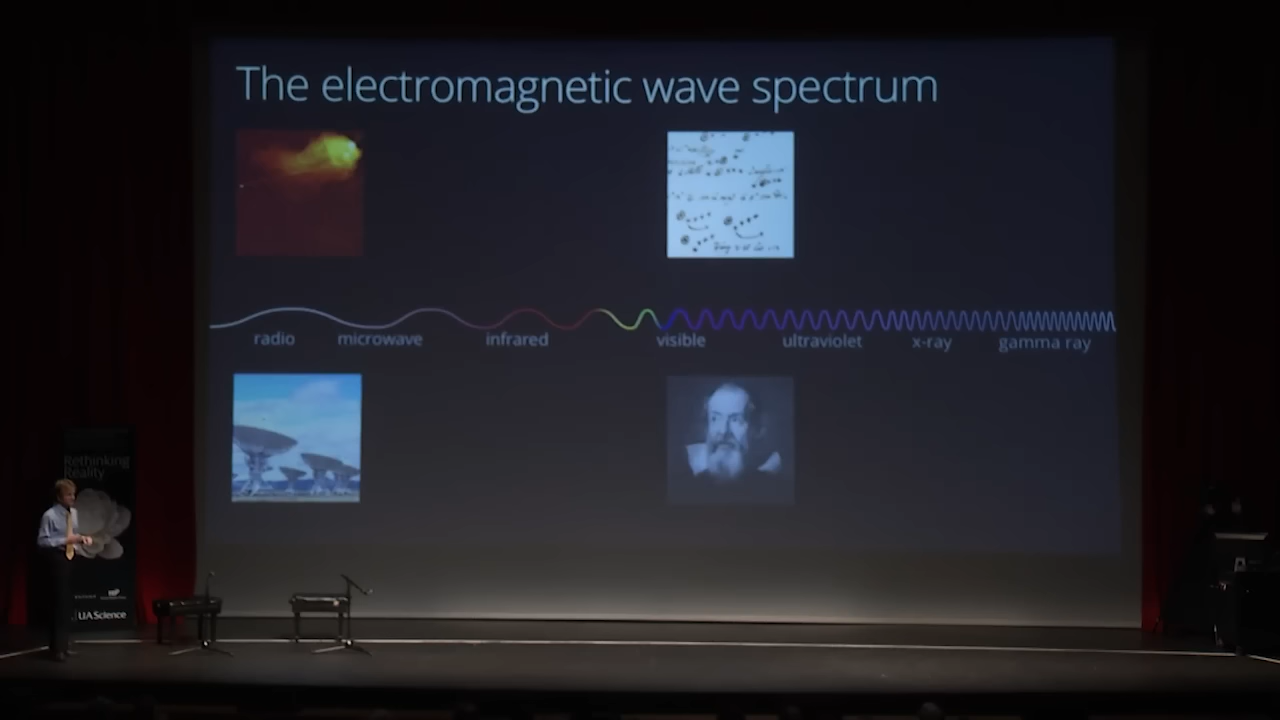 The electromagnetic wave spectrum
radio microwave infrared visible ultraviolet x-ray gamma ray
Rethinking
Reality
UA Science